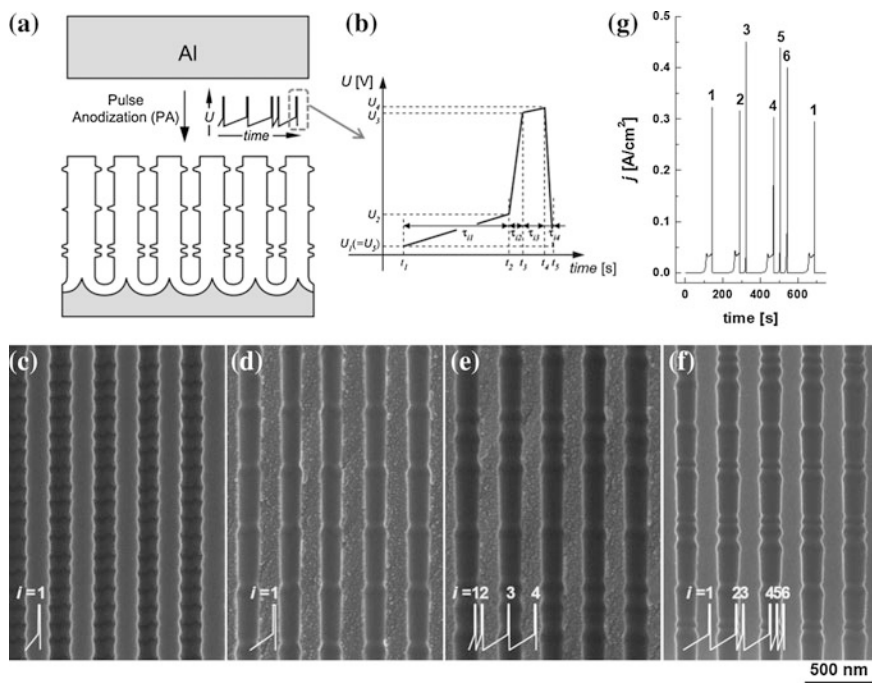 (a)
Al
Pulse
Anodization (PA)
U
time
(b)
U [V]
U4
U3
U2
U1(=U5)
τi1
τi2
τi3
τi4
t1
t2
t3
t4
t5
time [s]
(g)
j [A/cm2]
0.5
0.4
0.3
0.2
0.1
0.0
1
2
3
4
5
6
1
0
200
400
600
time [s]
(c)
i =1
(d)
i =1
(e)
i =12 3 4
(f)
i =1 23 456
500 nm